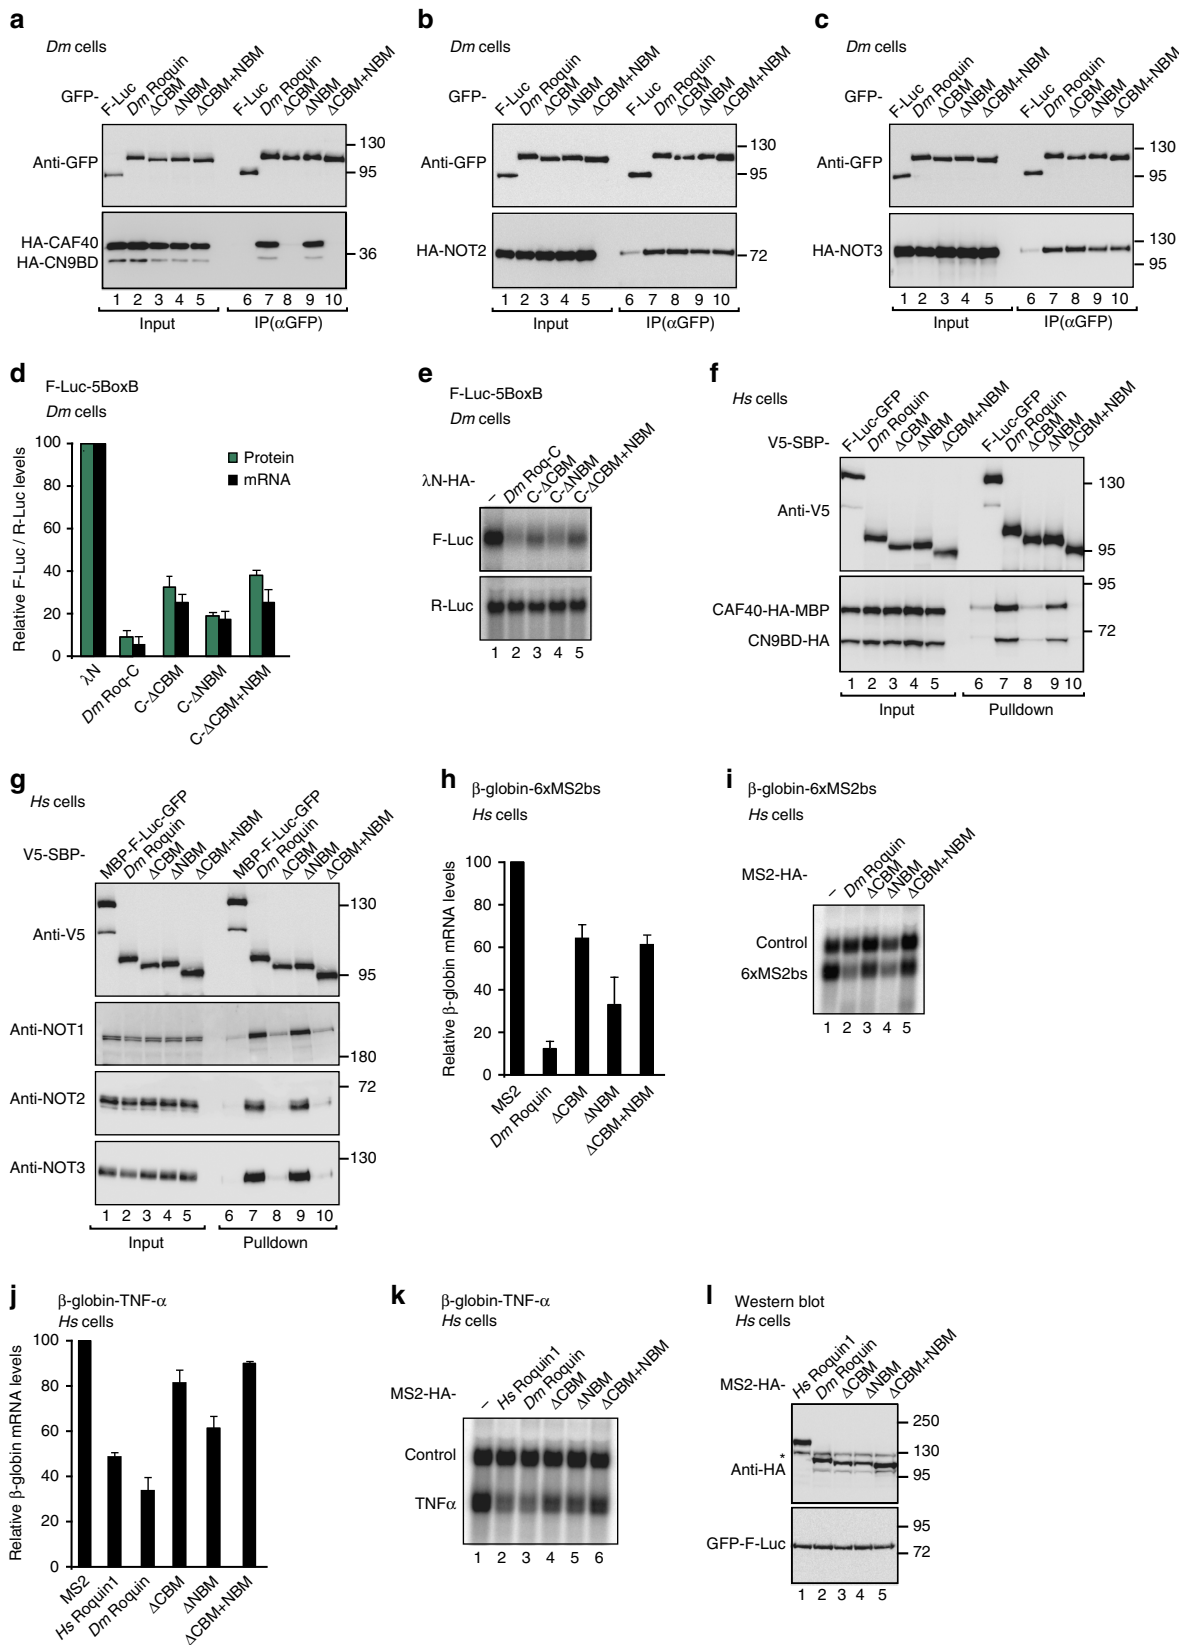 a
Dm cells
GFP-
F-Luc
Dm Roquin
ΔCBM
ΔNBM
ΔCBM+NBM
F-Luc
Dm Roquin
ΔCBM
ΔNBM
ΔCBM+NBM
Anti-GFP
130
95
HA-CAF40
HA-CN9BD
36
1 2 3 4 5 6 7 8 9 10
Input IP(αGFP)
b
Dm cells
GFP-
F-Luc
Dm Roquin
ΔCBM
ΔNBM
ΔCBM+NBM
F-Luc
Dm Roquin
ΔCBM
ΔNBM
ΔCBM+NBM
Anti-GFP
130
95
HA-NOT2
72
1 2 3 4 5 6 7 8 9 10
Input IP(αGFP)
c
Dm cells
GFP-
F-Luc
Dm Roquin
ΔCBM
ΔNBM
ΔCBM+NBM
F-Luc
Dm Roquin
ΔCBM
ΔNBM
ΔCBM+NBM
Anti-GFP
130
95
HA-NOT3
130
95
1 2 3 4 5 6 7 8 9 10
Input IP(αGFP)
d
F-Luc-5BoxB
Dm cells
Relative F-Luc / R-Luc levels
100
80
60
40
20
0
Protein
mRNA
λN
Dm Roq-C
C-ΔCBM
C-ΔNBM
C-ΔCBM+NBM
e
F-Luc-5BoxB
Dm cells
λN-HA-
–
Dm Roq-C
C-ΔCBM
C-ΔNBM
C-ΔCBM+NBM
F-Luc
R-Luc
1 2 3 4 5
f
Hs cells
V5-SBP-
F-Luc-GFP
Dm Roquin
ΔCBM
ΔNBM
ΔCBM+NBM
F-Luc-GFP
Dm Roquin
ΔCBM
ΔNBM
ΔCBM+NBM
Anti-V5
130
95
CAF40-HA-MBP
CN9BD-HA
95
72
1 2 3 4 5 6 7 8 9 10
Input Pulldown
g
Hs cells
V5-SBP-
MBP-F-Luc-GFP
Dm Roquin
ΔCBM
ΔNBM
ΔCBM+NBM
MBP-F-Luc-GFP
Dm Roquin
ΔCBM
ΔNBM
ΔCBM+NBM
Anti-V5
130
95
Anti-NOT1
180
Anti-NOT2
72
Anti-NOT3
130
1 2 3 4 5 6 7 8 9 10
Input Pulldown
h
β-globin-6xMS2bs
Hs cells
Relative β-globin mRNA levels
100
80
60
40
20
0
MS2
Dm Roquin
ΔCBM
ΔNBM
ΔCBM+NBM
i
β-globin-6xMS2bs
Hs cells
MS2-HA-
–
Dm Roquin
ΔCBM
ΔNBM
ΔCBM+NBM
Control
6xMS2bs
1 2 3 4 5
j
β-globin-TNF-α
Hs cells
Relative β-globin mRNA levels
100
80
60
40
20
0
MS2
Hs Roquin1
Dm Roquin
ΔCBM
ΔNBM
ΔCBM+NBM
k
β-globin-TNF-α
Hs cells
MS2-HA-
–
Hs Roquin1
Dm Roquin
ΔCBM
ΔNBM
ΔCBM+NBM
Control
TNFα
1 2 3 4 5 6
l
Western blot
Hs cells
MS2-HA-
Hs Roquin1
Dm Roquin
ΔCBM
ΔNBM
ΔCBM+NBM
*
Anti-HA
250
130
95
GFP-F-Luc
95
72
1 2 3 4 5